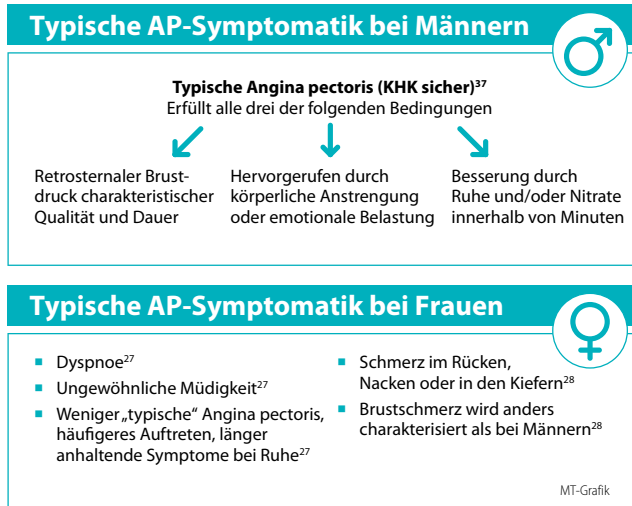 Typische AP-Symptomatik bei Männern
Typische Angina pectoris (KHK sicher)³⁷
Erfüllt alle drei der folgenden Bedingungen
Retrosternaler Brust-
druck charakteristischer
Qualität und Dauer
Hervorgerufen durch
körperliche Anstrengung
oder emotionale Belastung
Besserung durch
Ruhe und/oder Nitrate
innerhalb von Minuten
Typische AP-Symptomatik bei Frauen
▪ Dyspnoe²⁷
▪ Ungewöhnliche Müdigkeit²⁷
▪ Weniger „typische“ Angina pectoris,
häufigeres Auftreten, länger
anhaltende Symptome bei Ruhe²⁷
▪ Schmerz im Rücken,
Nacken oder in den Kiefern²⁸
▪ Brustschmerz wird anders
charakterisiert als bei Männern²⁸
MT-Grafik